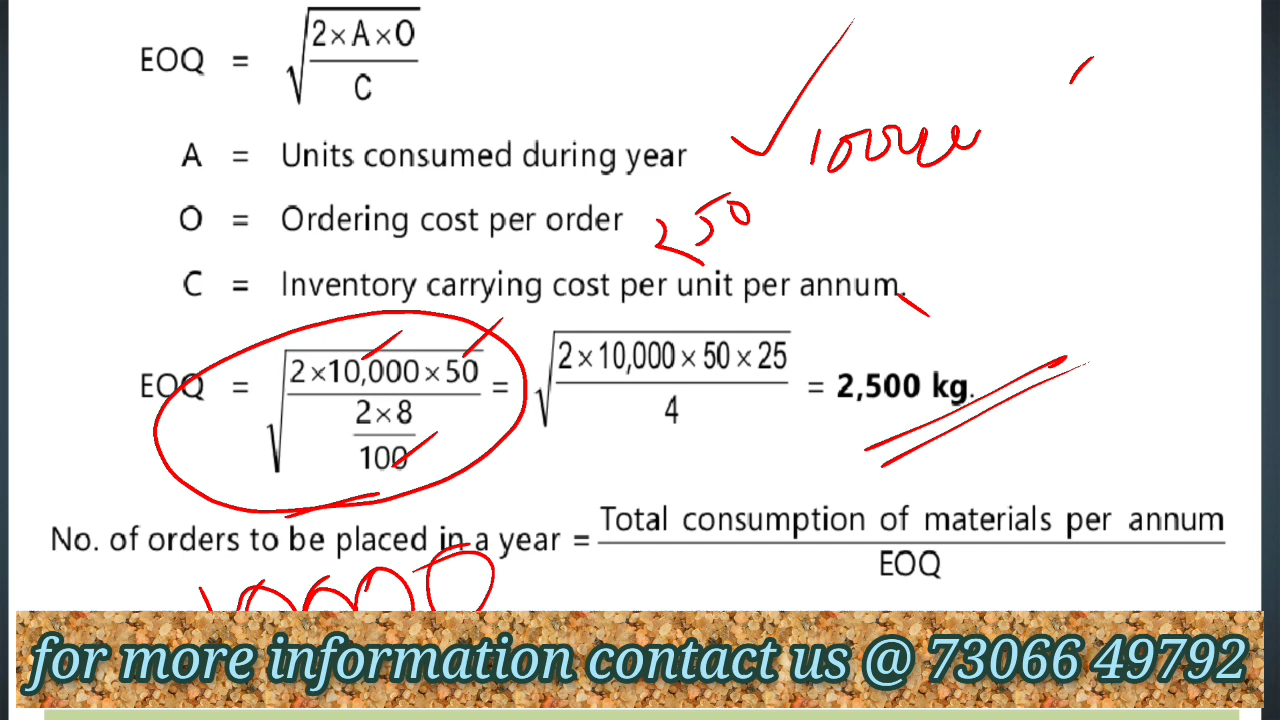 EOQ = √(2×A×O / C)
A = Units consumed during year
O = Ordering cost per order 250
C = Inventory carrying cost per unit per annum.
EOQ = √(2×10,000×50 / (2×8 / 100)) = √(2×10,000×50×25 / 4) = 2,500 kg.
No. of orders to be placed in a year = Total consumption of materials per annum / EOQ
10000
for more information contact us @ 73066 49792